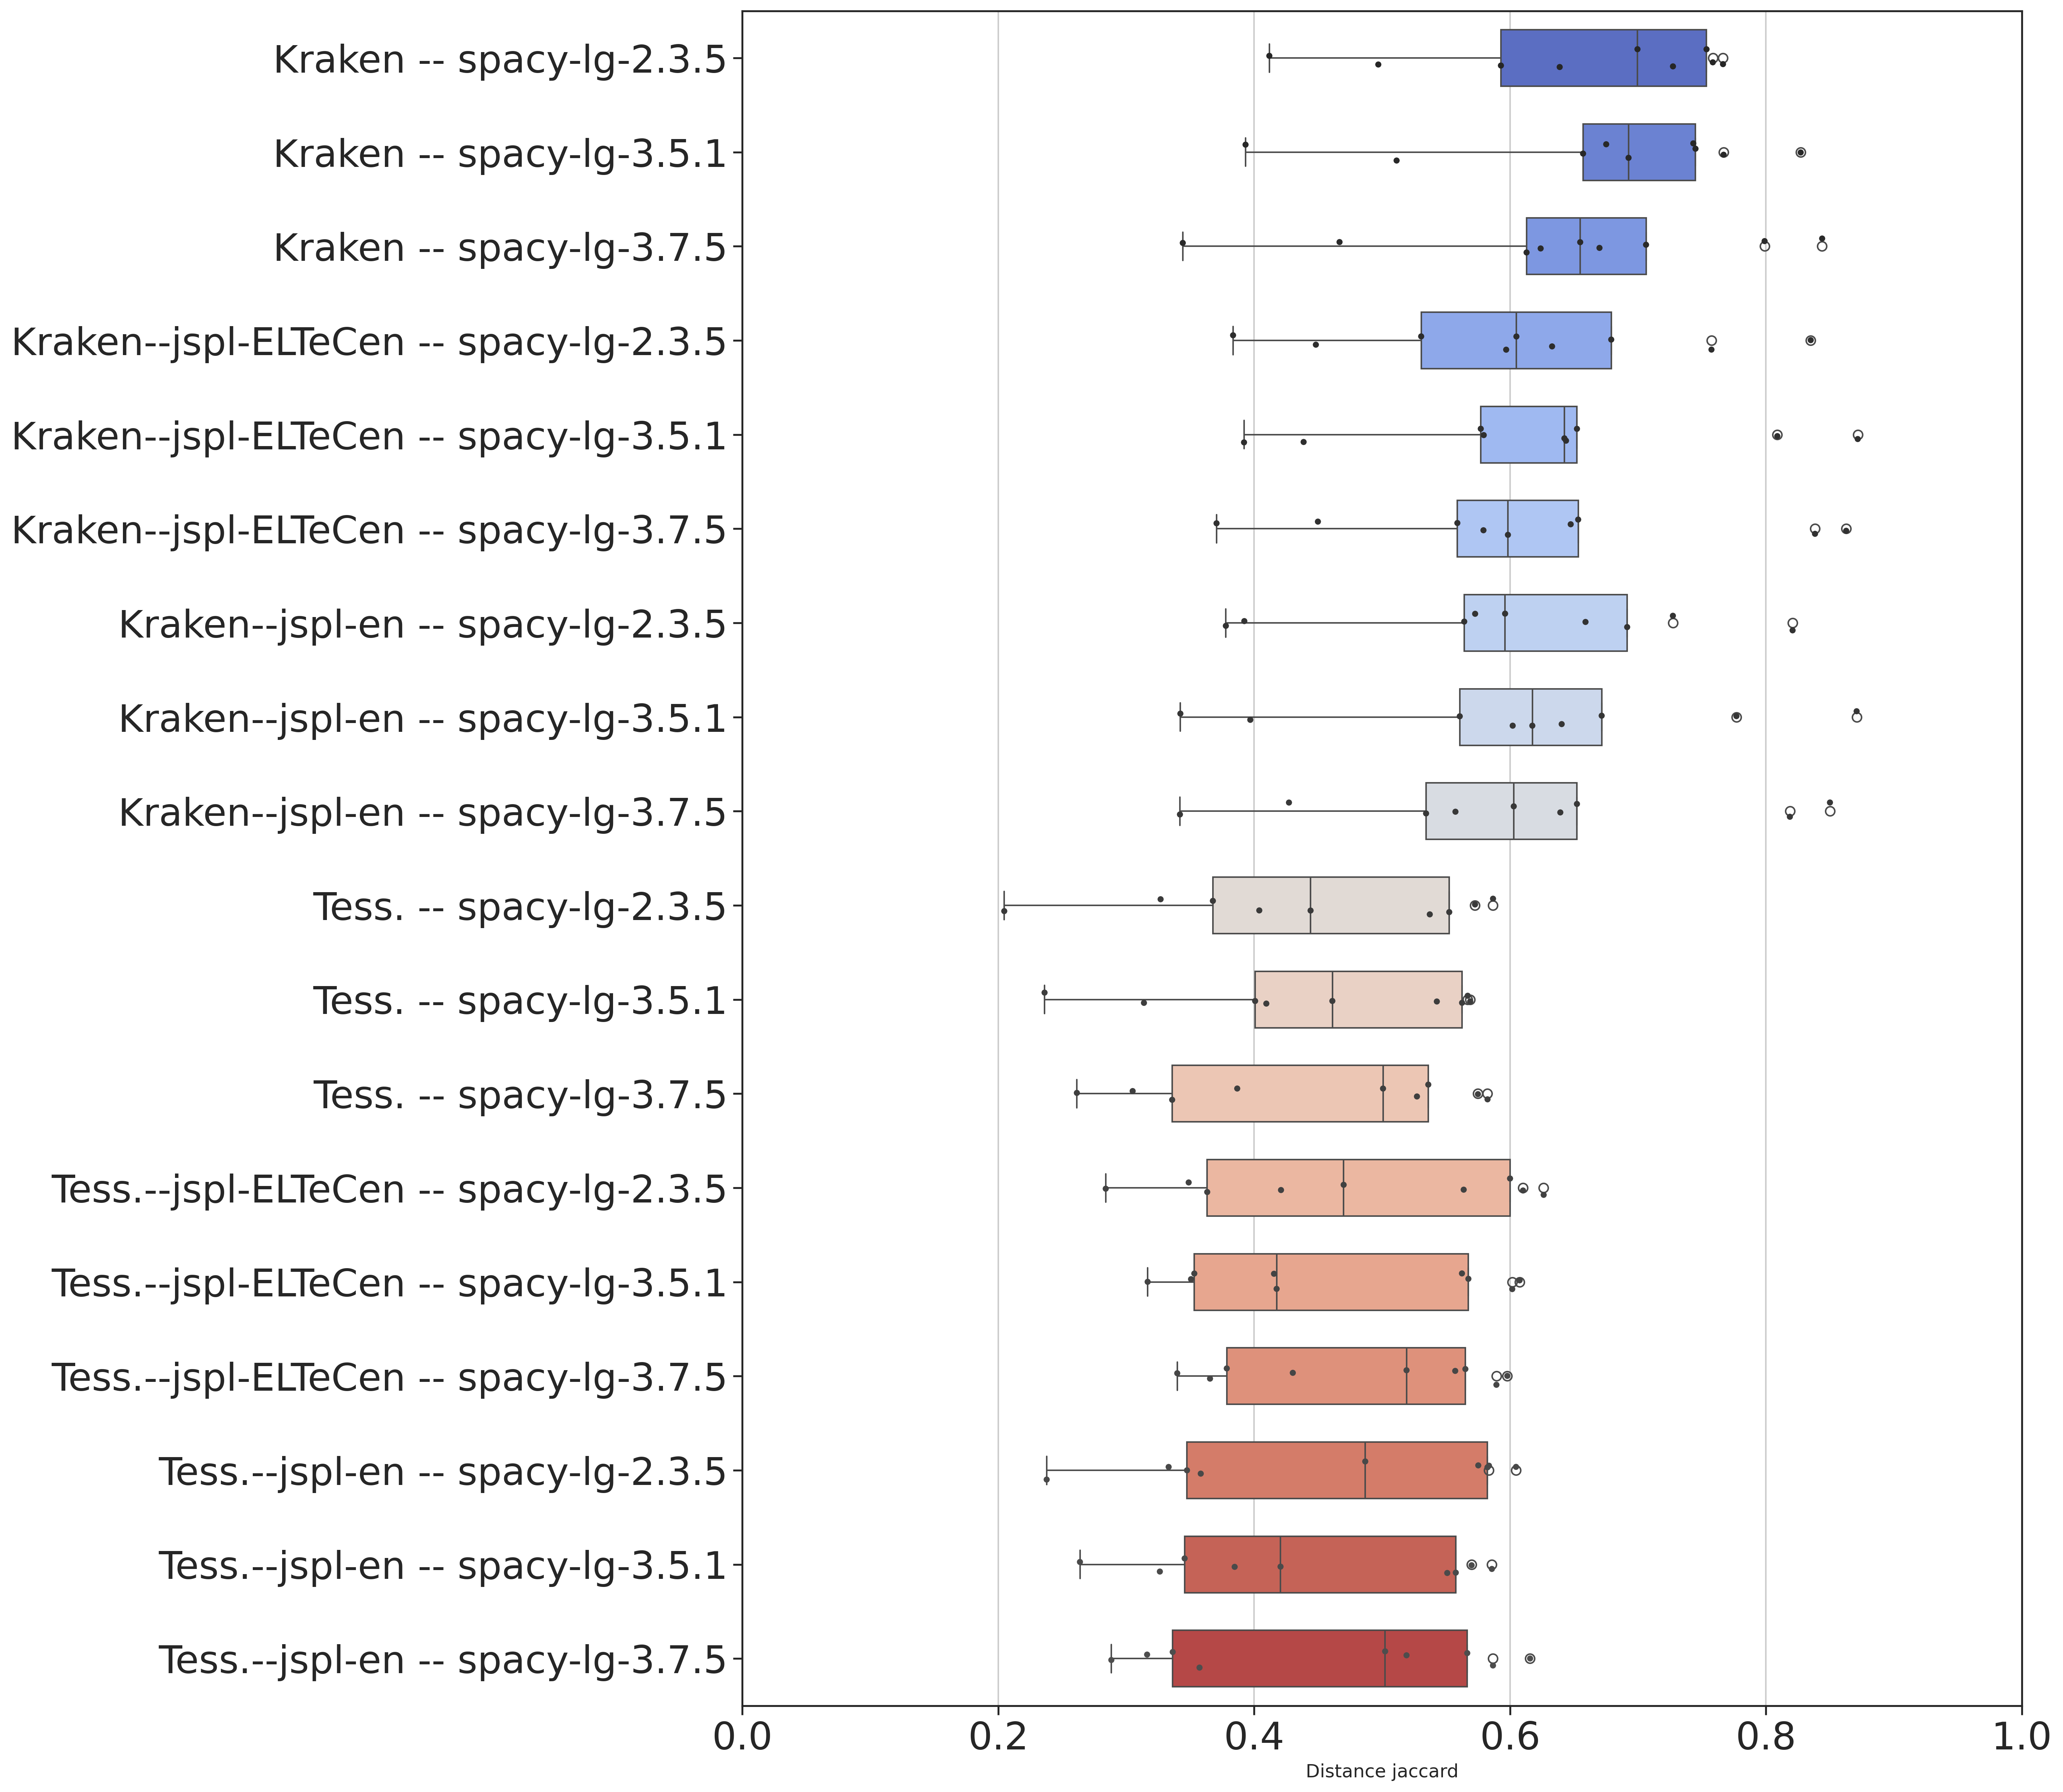 Kraken -- spacy-lg-2.3.5
Kraken -- spacy-lg-3.5.1
Kraken -- spacy-lg-3.7.5
Kraken--jspl-ELTeCen -- spacy-lg-2.3.5
Kraken--jspl-ELTeCen -- spacy-lg-3.5.1
Kraken--jspl-ELTeCen -- spacy-lg-3.7.5
Kraken--jspl-en -- spacy-lg-2.3.5
Kraken--jspl-en -- spacy-lg-3.5.1
Kraken--jspl-en -- spacy-lg-3.7.5
Tess. -- spacy-lg-2.3.5
Tess. -- spacy-lg-3.5.1
Tess. -- spacy-lg-3.7.5
Tess.--jspl-ELTeCen -- spacy-lg-2.3.5
Tess.--jspl-ELTeCen -- spacy-lg-3.5.1
Tess.--jspl-ELTeCen -- spacy-lg-3.7.5
Tess.--jspl-en -- spacy-lg-2.3.5
Tess.--jspl-en -- spacy-lg-3.5.1
Tess.--jspl-en -- spacy-lg-3.7.5
0.0 0.2 0.4 0.6 0.8 1.0
Distance jaccard